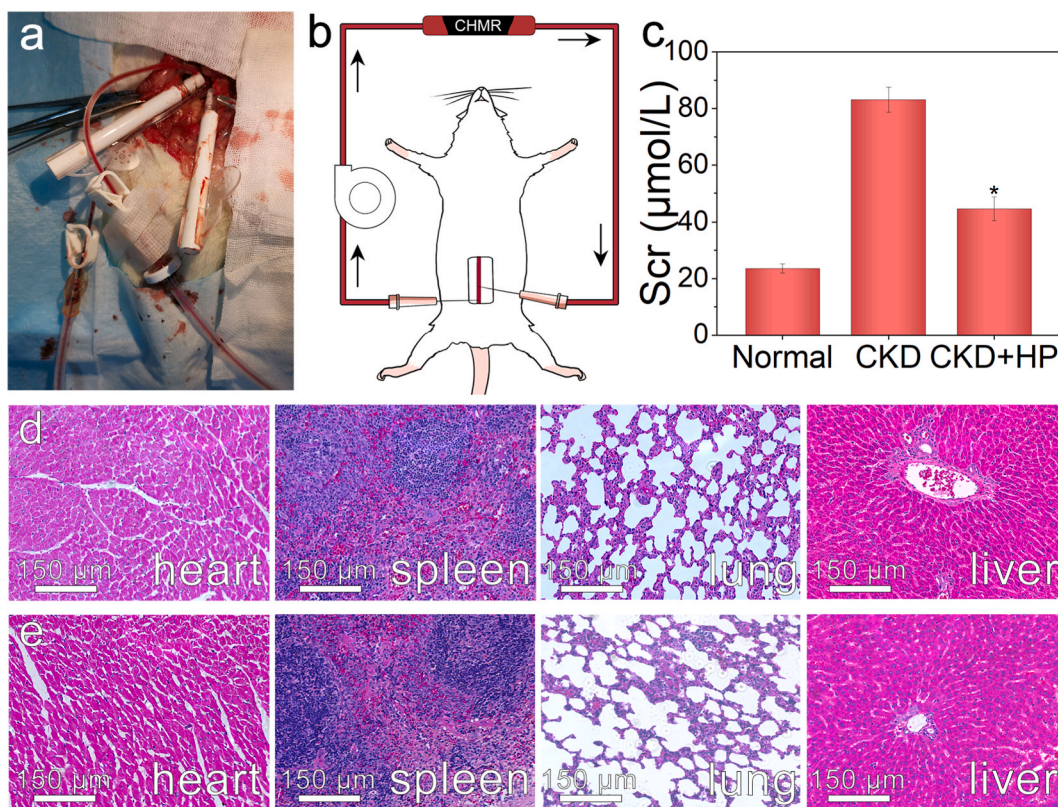 a
b
CHMR
c
Scr (μmol/L)
100
80
60
40
20
0
*
Normal
CKD
CKD+HP
d
150 μm
heart
150 μm
spleen
150 μm
lung
150 μm
liver
e
150 μm
heart
150 μm
spleen
150 μm
lung
150 μm
liver